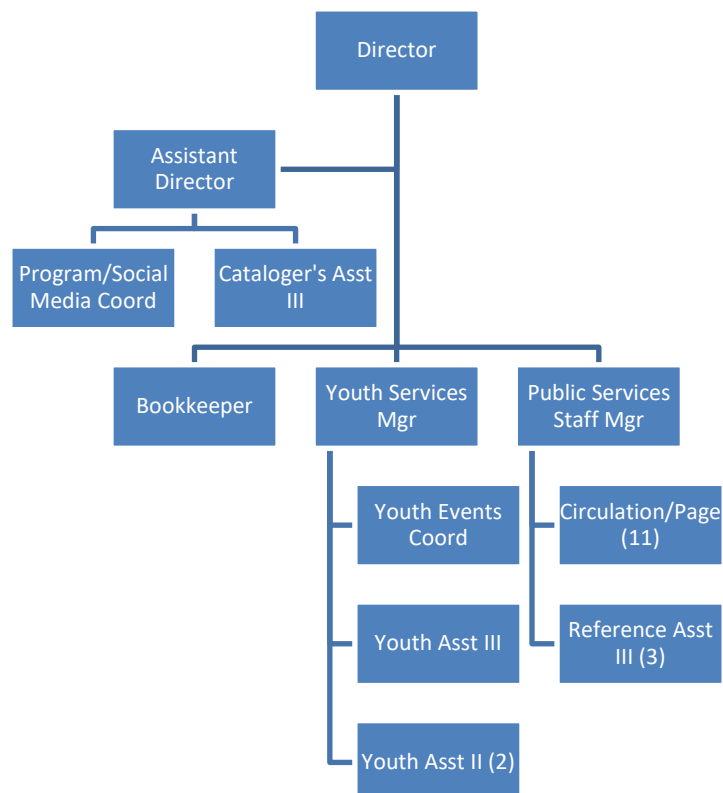 Director
Assistant
Director
Program/Social
Media Coord
Cataloger's Asst
III
Bookkeeper
Youth Services
Mgr
Public Services
Staff Mgr
Youth Events
Coord
Circulation/Page
(11)
Youth Asst III
Reference Asst
III (3)
Youth Asst II (2)